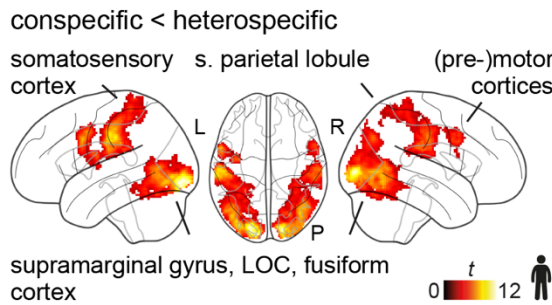 conspecific < heterospecific
somatosensory cortex
s. parietal lobule
(pre-)motor cortices
L
R
P
supramarginal gyrus, LOC, fusiform cortex
t
0 12